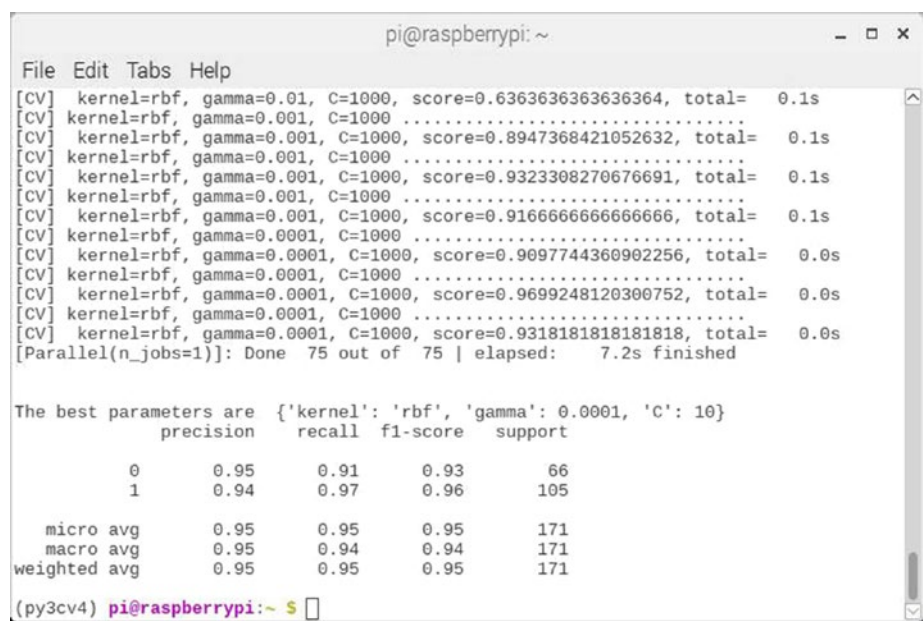 pi@raspberrypi: ~
File Edit Tabs Help
[CV]  kernel=rbf, gamma=0.01, C=1000, score=0.6363636363636364, total=   0.1s
[CV] kernel=rbf, gamma=0.001, C=1000 .................................
[CV]  kernel=rbf, gamma=0.001, C=1000, score=0.8947368421052632, total=   0.1s
[CV] kernel=rbf, gamma=0.001, C=1000 .................................
[CV]  kernel=rbf, gamma=0.001, C=1000, score=0.9323308270676691, total=   0.1s
[CV] kernel=rbf, gamma=0.001, C=1000 .................................
[CV]  kernel=rbf, gamma=0.001, C=1000, score=0.9166666666666666, total=   0.1s
[CV] kernel=rbf, gamma=0.0001, C=1000 ................................
[CV]  kernel=rbf, gamma=0.0001, C=1000, score=0.9097744360902256, total=   0.0s
[CV] kernel=rbf, gamma=0.0001, C=1000 ................................
[CV]  kernel=rbf, gamma=0.0001, C=1000, score=0.9699248120300752, total=   0.0s
[CV] kernel=rbf, gamma=0.0001, C=1000 ................................
[CV]  kernel=rbf, gamma=0.0001, C=1000, score=0.9318181818181818, total=   0.0s
[Parallel(n_jobs=1)]: Done  75 out of  75 | elapsed:    7.2s finished
The best parameters are  {'kernel': 'rbf', 'gamma': 0.0001, 'C': 10}
precision    recall  f1-score   support
0       0.95      0.91      0.93        66
1       0.94      0.97      0.96       105
micro avg       0.95      0.95      0.95       171
macro avg       0.95      0.94      0.94       171
weighted avg       0.95      0.95      0.95       171
(py3cv4) pi@raspberrypi:~ $